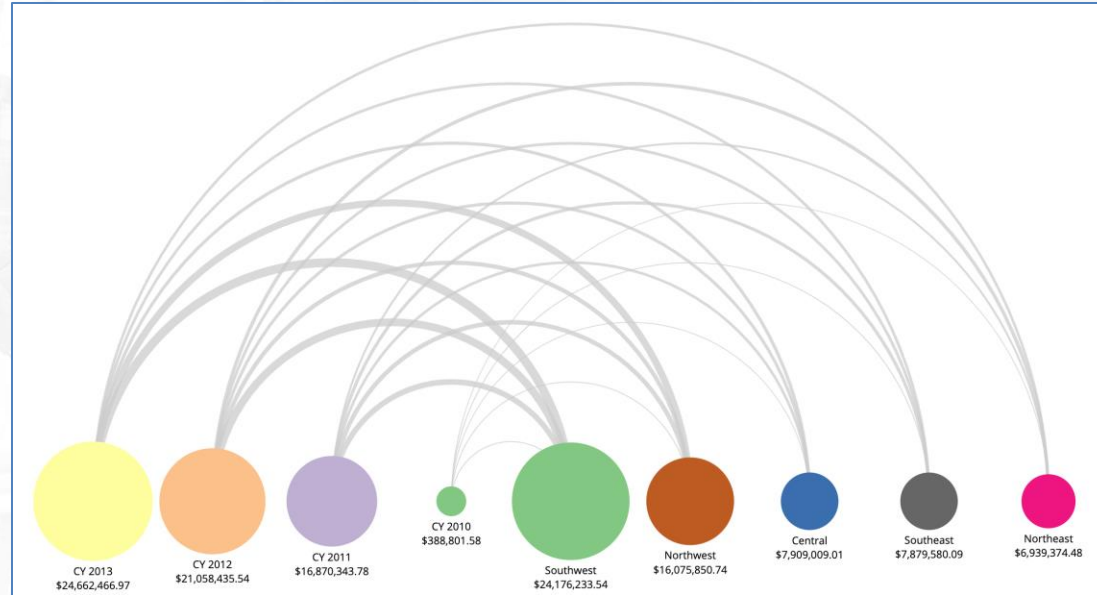 CY 2013
$24,662,466.97
CY 2012
$21,058,435.54
CY 2011
$16,870,343.78
CY 2010
$388,801.58
Southwest
$24,176,233.54
Northwest
$16,075,850.74
Central
$7,909,009.01
Southeast
$7,879,580.09
Northeast
$6,939,374.48